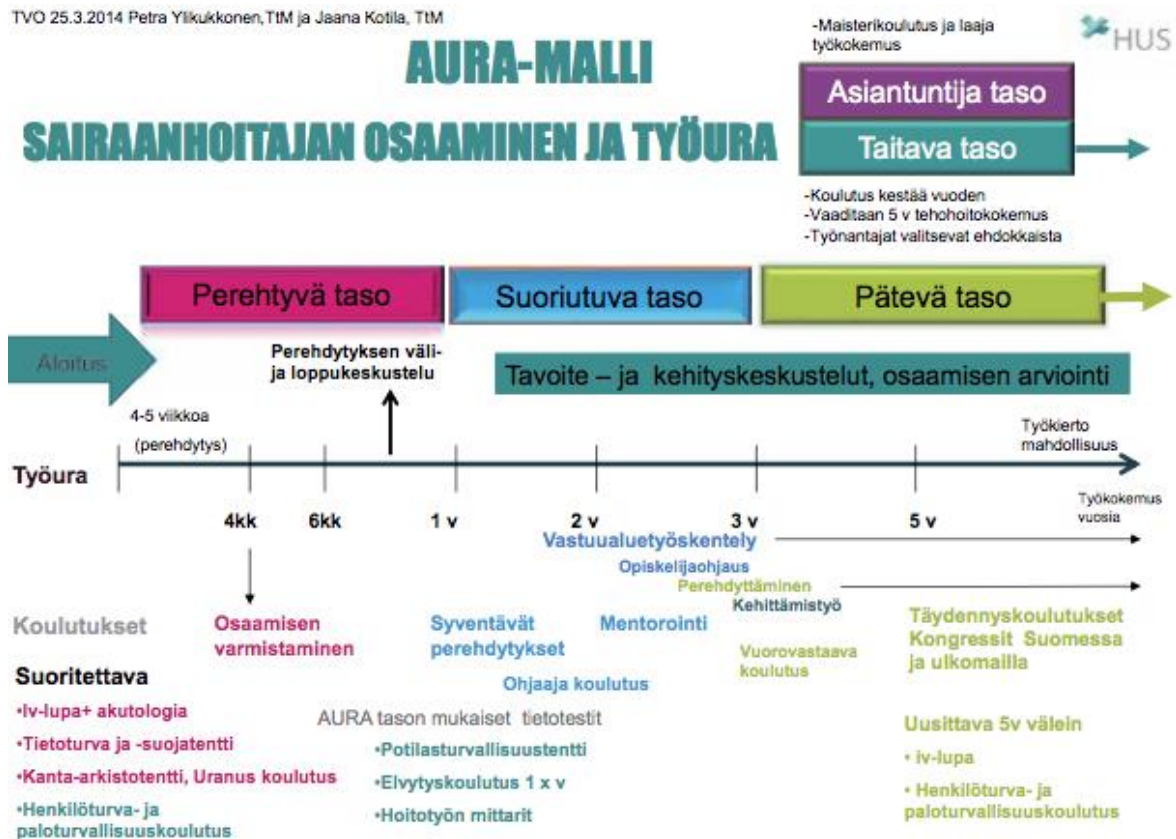 TVO 25.3.2014 Petra Ylikukkonen,TtM ja Jaana Kotila, TtM
AURA-MALLI
SAIRAANHOITAJAN OSAAMINEN JA TYÖURA
-Maisterikoulutus ja laaja
työkokemus
HUS
Asiantuntija taso
Taitava taso
-Koulutus kestää vuoden
-Vaaditaan 5 v tehohoitokokemus
-Työnantajat valitsevat ehdokkaista
Perehtyvä taso
Suoriutuva taso
Pätevä taso
Aloitus
Perehdytyksen väli-
ja loppukeskustelu
Tavoite – ja kehityskeskustelut, osaamisen arviointi
4-5 viikkoa
(perehdytys)
Työkierto
mahdollisuus
Työura
4kk
6kk
1 v
2 v
3 v
5 v
Työkokemus
vuosia
Vastuualuetyöskentely
Opiskelijaohjaus
Perehdyttäminen
Kehittämistyö
Koulutukset
Osaamisen
varmistaminen
Syventävät
perehdytykset
Mentorointi
Vuorovastaava
koulutus
Täydennyskoulutukset
Kongressit Suomessa
ja ulkomailla
Suoritettava
Ohjaaja koulutus
•Iv-lupa+ akutologia
•Tietoturva ja -suojatentti
•Kanta-arkistotentti, Uranus koulutus
•Henkilöturva- ja
paloturvallisuuskoulutus
AURA tason mukaiset tietotestit
•Potilasturvallisuustentti
•Elvytyskoulutus 1 x v
•Hoitotyön mittarit
Uusittava 5v välein
• iv-lupa
• Henkilöturva- ja
paloturvallisuuskoulutus